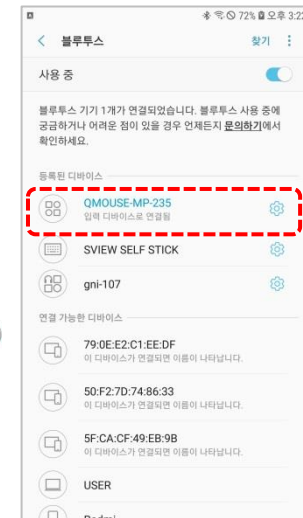 72% 오후 3:22
블루투스 찾기
사용 중
블루투스 기기 1개가 연결되었습니다. 블루투스 사용 중에
궁금하거나 어려운 점이 있을 경우 언제든지 문의하기에서
확인하세요.
등록된 디바이스
QMOUSE-MP-235
입력 디바이스로 연결됨
SVIEW SELF STICK
gni-107
연결 가능한 디바이스
79:0E:E2:C1:EE:DF
이 디바이스가 연결되면 이름이 나타납니다.
50:F2:7D:74:86:33
이 디바이스가 연결되면 이름이 나타납니다.
5F:CA:CF:49:EB:9B
이 디바이스가 연결되면 이름이 나타납니다.
USER